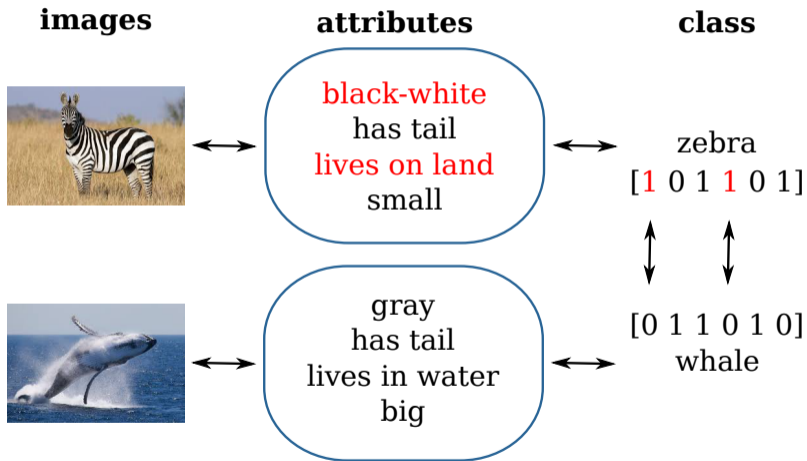 images
attributes
class
black-white
has tail
lives on land
small
zebra
[1 0 1 1 0 1]
gray
has tail
lives in water
big
[0 1 1 0 1 0]
whale